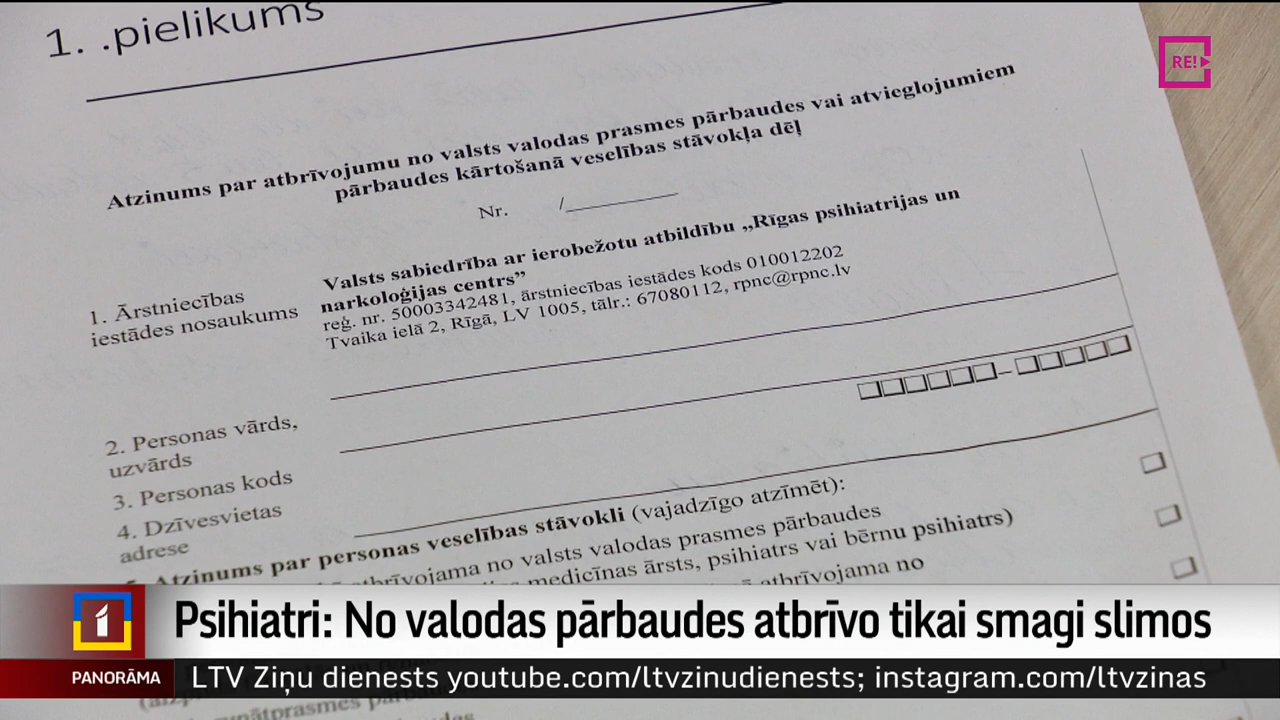 1. .pielikums
RE!
Atzinums par atbrīvojumu no valsts valodas prasmes pārbaudes vai atvieglojumiem
pārbaudes kārtošanā veselības stāvokļa dēļ
Nr. /
1. Ārstniecības
iestādes nosaukums
Valsts sabiedrība ar ierobežotu atbildību „Rīgas psihiatrijas un
narkoloģijas centrs”
reģ. nr. 50003342481, ārstniecības iestādes kods 010012202
Tvaika ielā 2, Rīgā, LV 1005, tālr.: 67080112, rpnc@rpnc.lv
2. Personas vārds,
uzvārds
3. Personas kods
4. Dzīvesvietas
adrese
Atzinums par personas veselības stāvokli (vajadzīgo atzīmēt):
atbrīvojama no valsts valodas prasmes pārbaudes
medicīnas ārsts, psihiatrs vai bērnu psihiatrs)
atbrīvojama no
1 Psihiatri: No valodas pārbaudes atbrīvo tikai smagi slimos
PANORĀMA LTV Ziņu dienests youtube.com/ltvzinudienests; instagram.com/ltvzinas